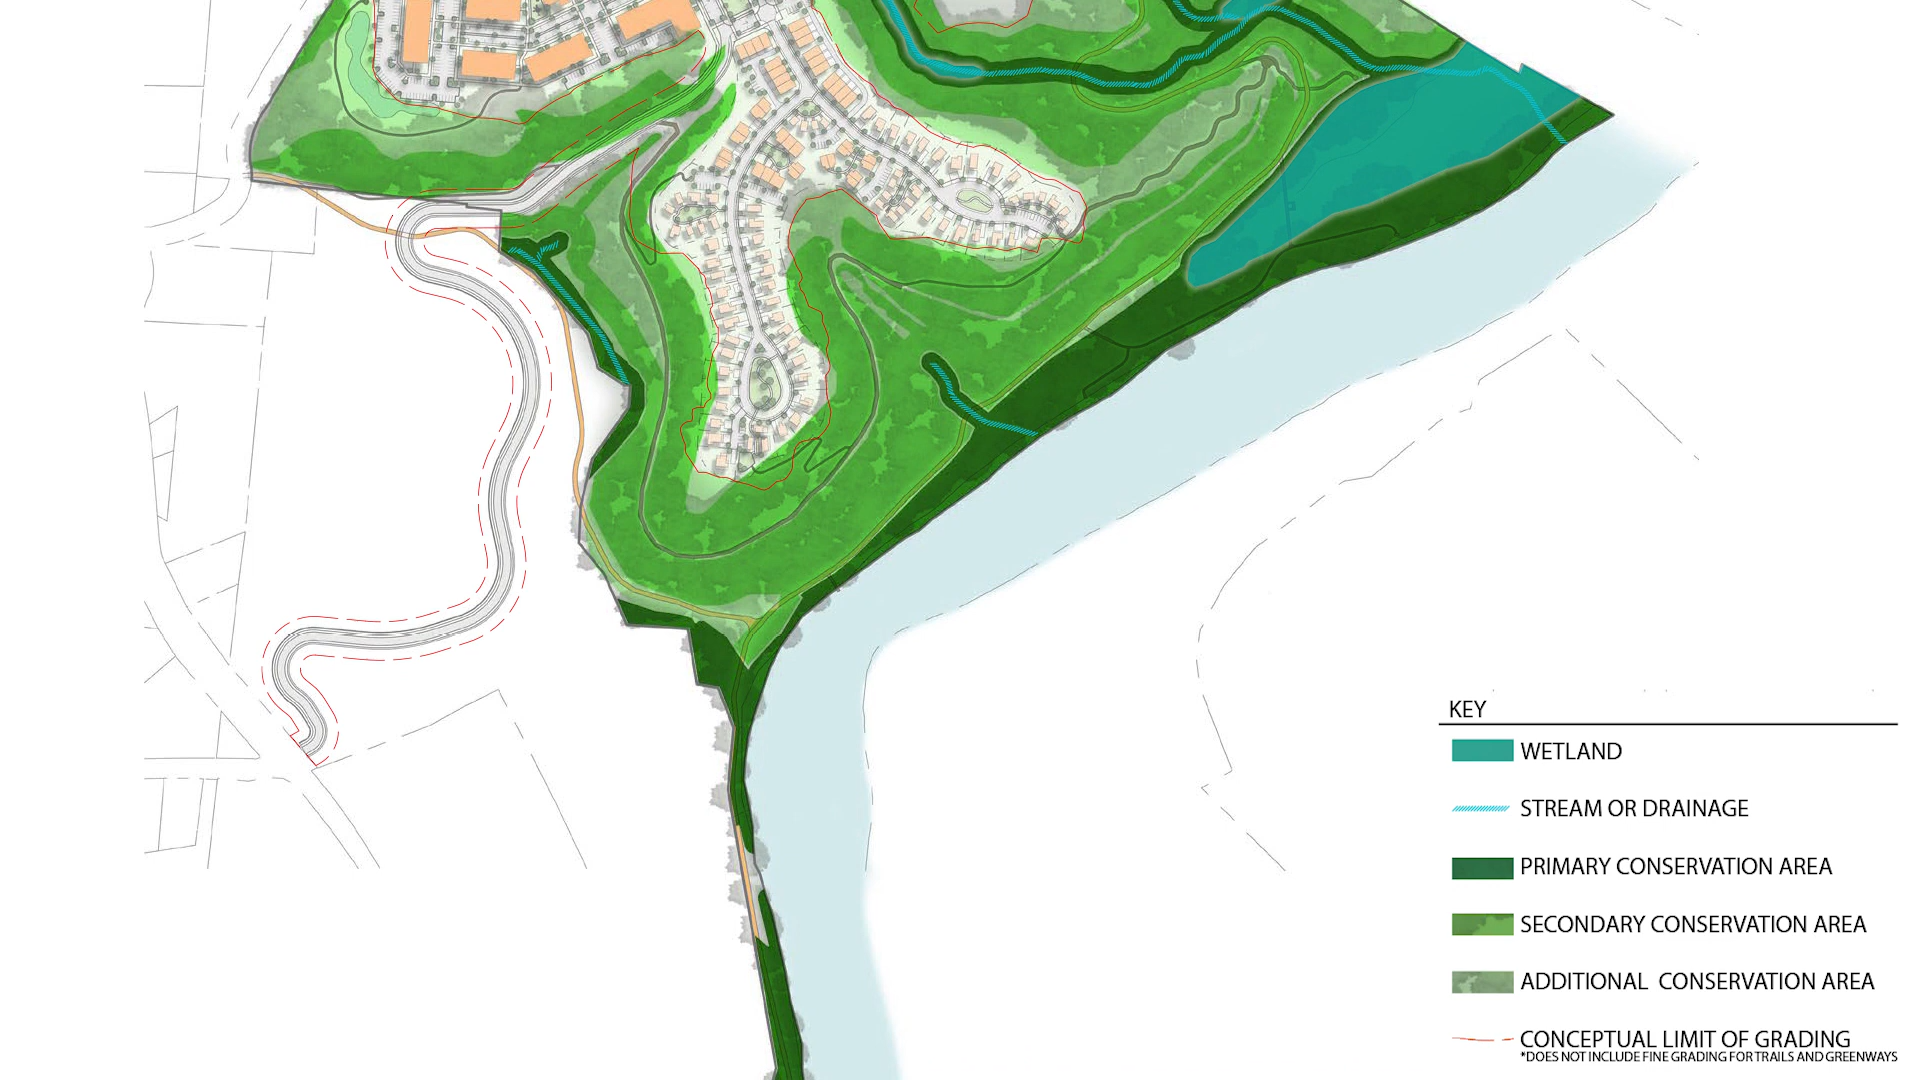 KEY
WETLAND
STREAM OR DRAINAGE
PRIMARY CONSERVATION AREA
SECONDARY CONSERVATION AREA
ADDITIONAL CONSERVATION AREA
CONCEPTUAL LIMIT OF GRADING
*DOES NOT INCLUDE FINE GRADING FOR TRAILS AND GREENWAYS